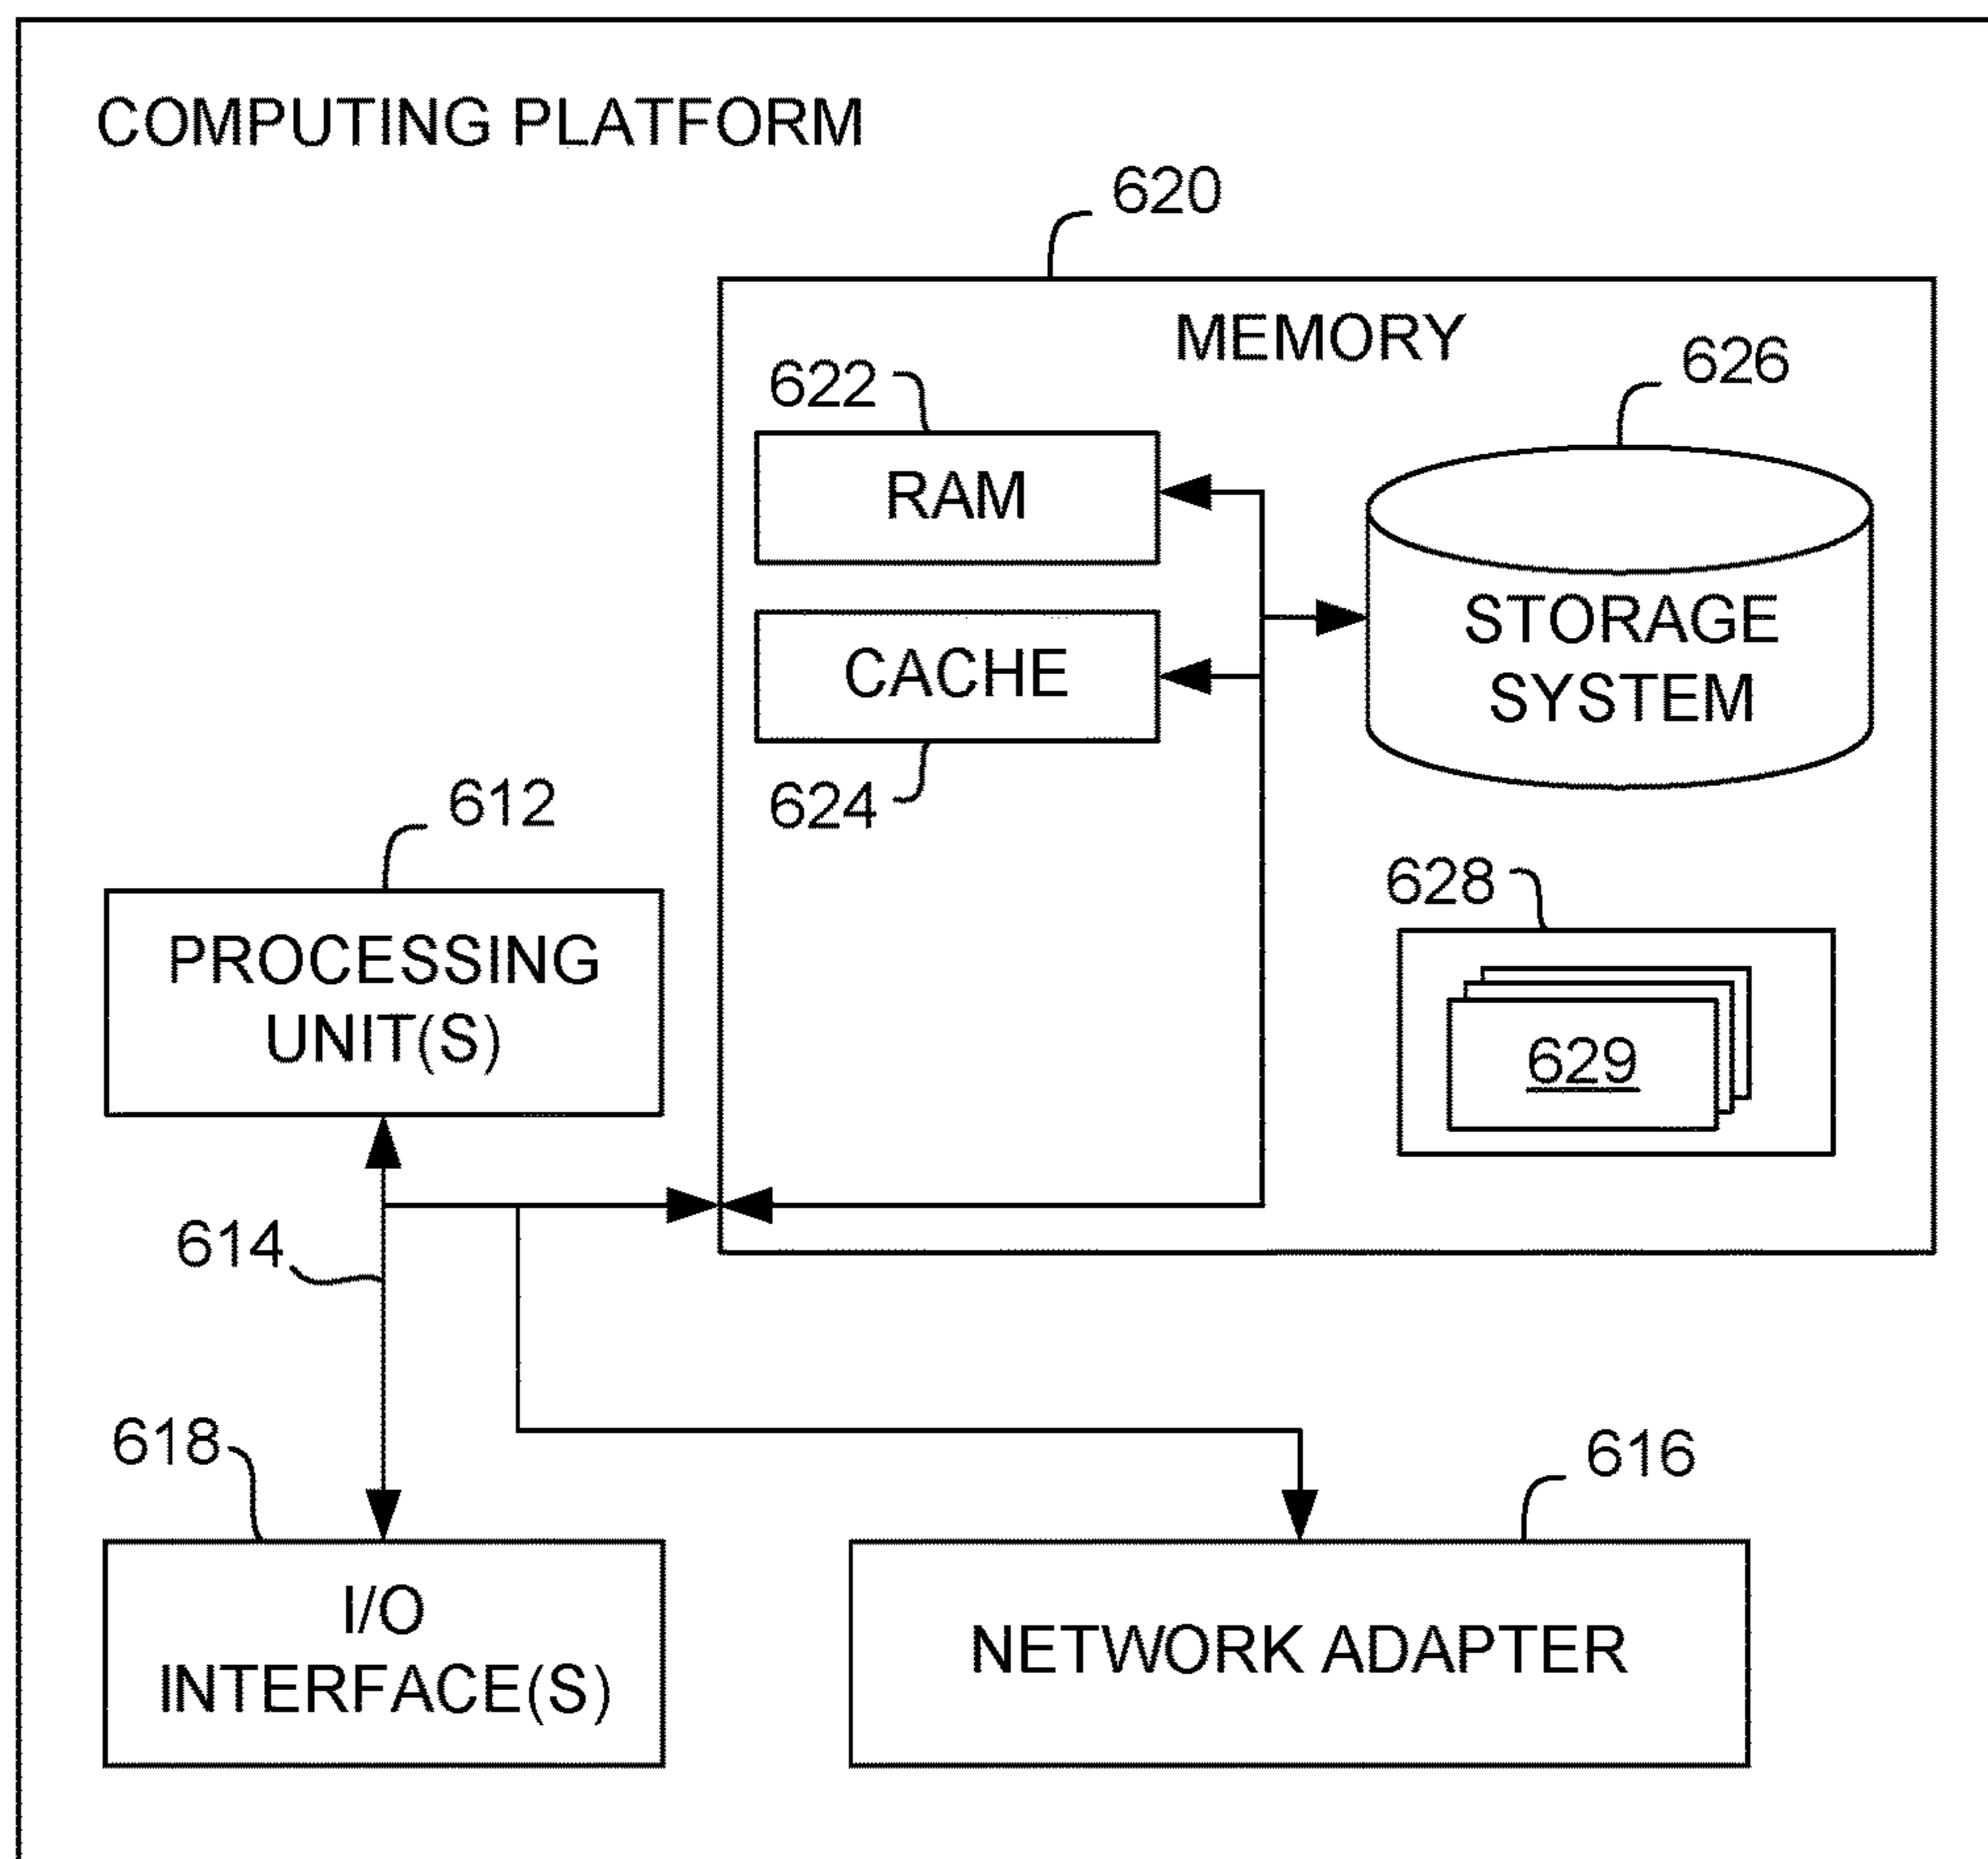 COMPUTING PLATFORM
620
MEMORY
622
626
RAM
STORAGE
SYSTEM
CACHE
624
612
628
PROCESSING
UNIT(S)
629
614
618
616
I/O
INTERFACE(S)
NETWORK ADAPTER